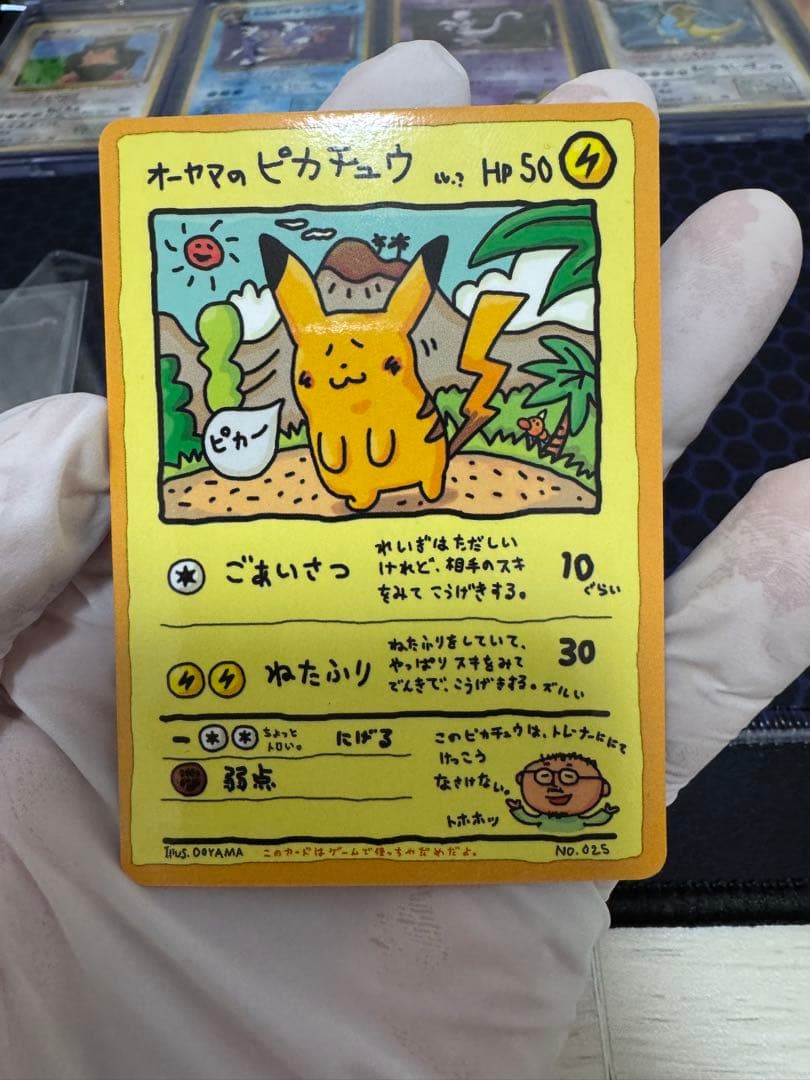 オーヤマの ピカチュウ Lv.? HP 50
ピカー
ごあいさつ
れいぎはただしい
けれど、相手のスキ
をみて こうげきする。
10
ぐらい
ねたふり
ねたふりをしていて、
やっぱり スキをみて
でんきで、こうげきする。ズルい
30
ー
ちょっと
トロい。
にげる
弱点
このピカチュウは、トレーナーににて
けっこう
なさけない。
トホホッ
Illus. OOYAMA
このカードはゲームで使っちゃだめだよ。
NO. 025